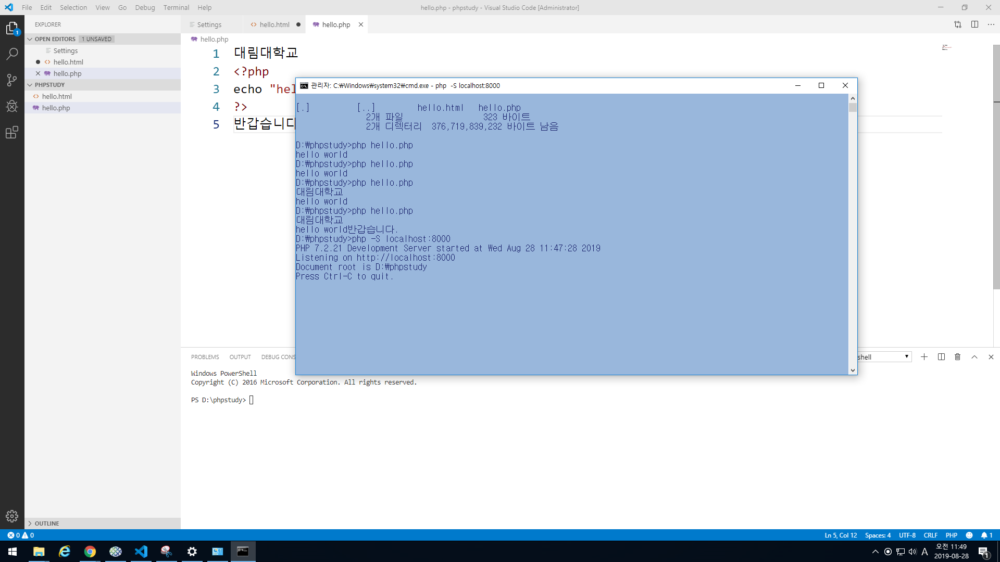 File Edit Selection View Go Debug Terminal Help
hello.php - phpstudy - Visual Studio Code [Administrator]
EXPLORER
Settings
hello.html
hello.php
OPEN EDITORS 1 UNSAVED
Settings
hello.html
hello.php
PHPSTUDY
hello.html
hello.php
OUTLINE
hello.php
1 대림대학교
2 <?php
3 echo "hel
4 ?>
5 반갑습니다
관리자: C:₩Windows₩system32₩cmd.exe - php -S localhost:8000
[.] [..] hello.html hello.php
2개 파일 323 바이트
2개 디렉터리 376,719,839,232 바이트 남음
D:₩phpstudy>php hello.php
hello world
D:₩phpstudy>php hello.php
hello world
D:₩phpstudy>php hello.php
대림대학교
hello world
D:₩phpstudy>php hello.php
대림대학교
hello world반갑습니다.
D:₩phpstudy>php -S localhost:8000
PHP 7.2.21 Development Server started at Wed Aug 28 11:47:28 2019
Listening on http://localhost:8000
Document root is D:₩phpstudy
Press Ctrl-C to quit.
PROBLEMS OUTPUT DEBUG CONS
shell
Windows PowerShell
Copyright (C) 2016 Microsoft Corporation. All rights reserved.
PS D:\phpstudy>
0 0
Ln 5, Col 12 Spaces: 4 UTF-8 CRLF PHP 1
A 오전 11:49
2019-08-28
1